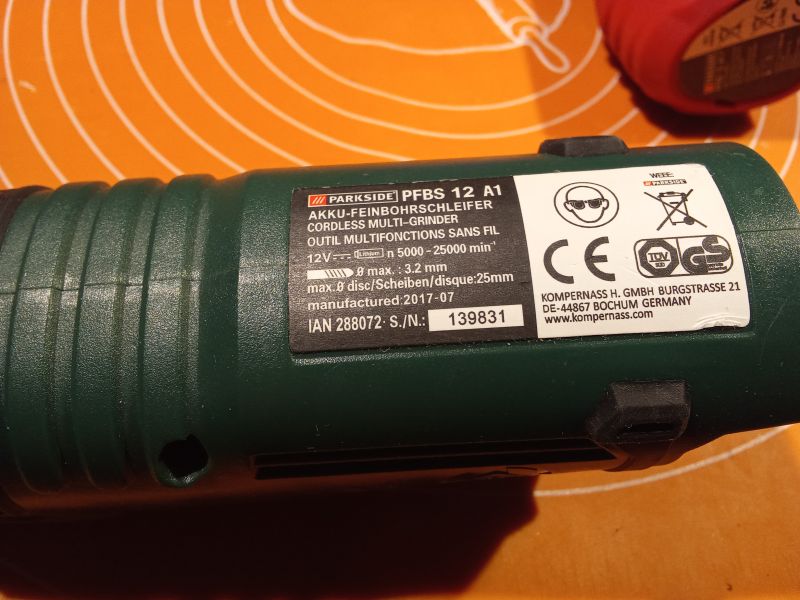 PARKSIDE PFBS 12 A1
AKKU-FEINBOHRSCHLEIFER
CORDLESS MULTI-GRINDER
OUTIL MULTIFONCTIONS SANS FIL
12V Lithium n 5000-25000 min⁻¹
ø max. : 3.2 mm
max.ø disc/Scheiben/disque:25mm
manufactured:2017-07
IAN 288072· S./N.: 139831
WEEE:
PARKSIDE
CE TÜV SÜD GS
KOMPERNASS H. GMBH BURGSTRASSE 21
DE-44867 BOCHUM GERMANY
www.kompernass.com
PARKSIDE